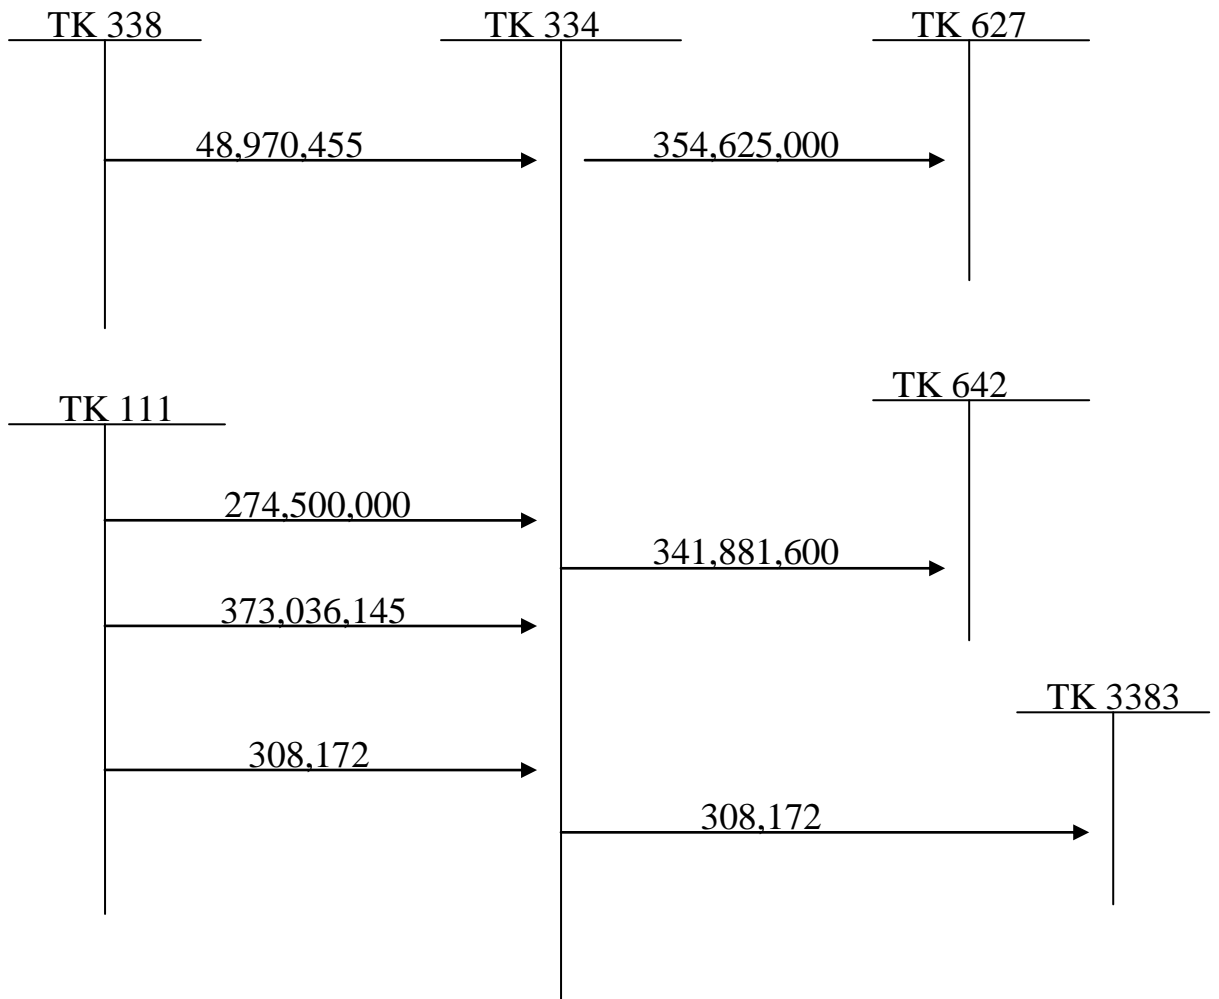 TK 338
TK 334
TK 627
48,970,455
354,625,000
TK 642
TK 111
274,500,000
341,881,600
373,036,145
TK 3383
308,172
308,172